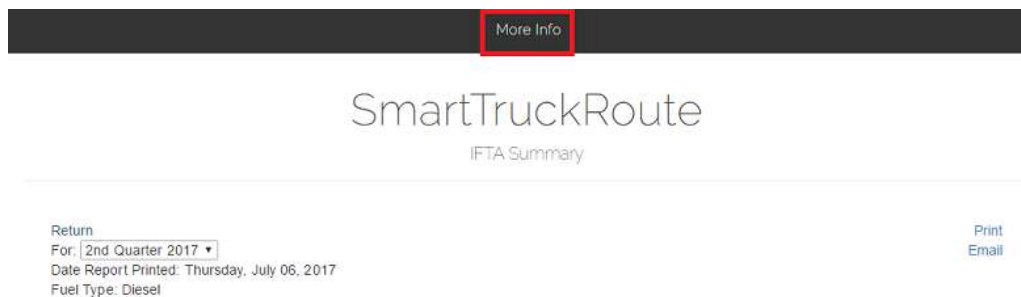 More Info
SmartTruckRoute
IFTA Summary
Return
Print
For: 2nd Quarter 2017
Email
Date Report Printed: Thursday, July 06, 2017
Fuel Type: Diesel